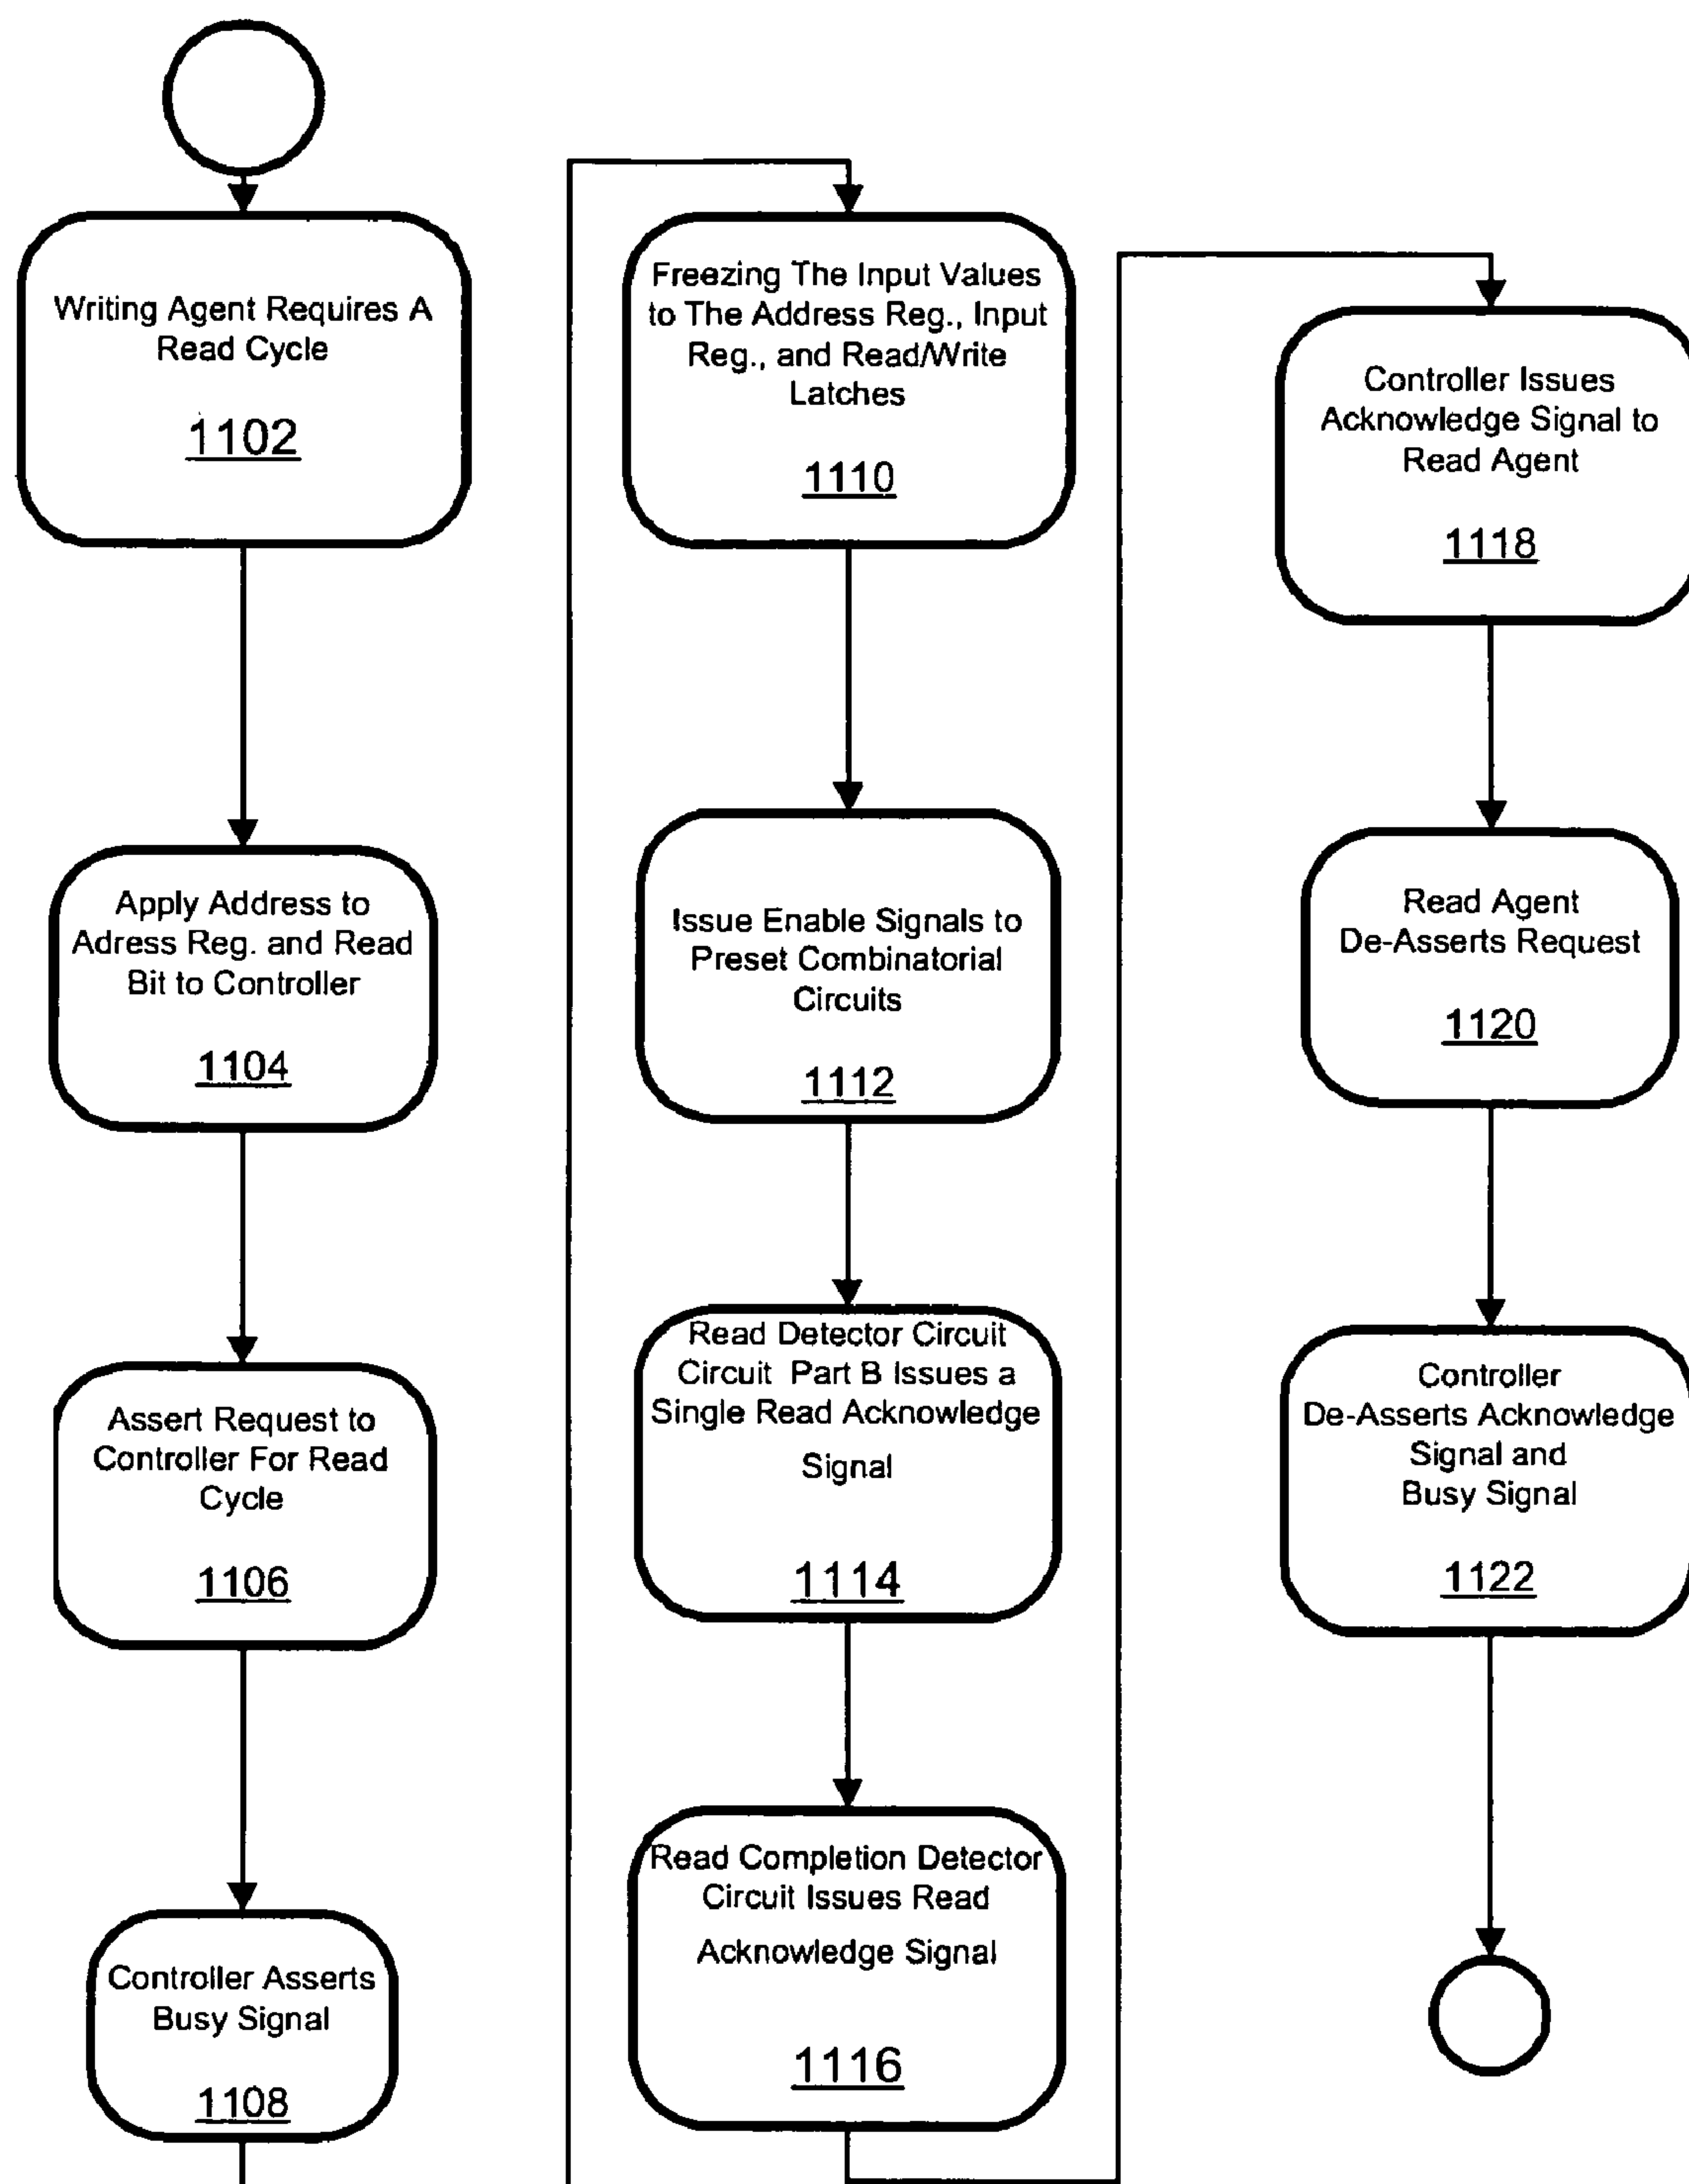 Writing Agent Requires A
Read Cycle
1102
Apply Address to
Adress Reg. and Read
Bit to Controller
1104
Assert Request to
Controller For Read
Cycle
1106
Controller Asserts
Busy Signal
1108
Freezing The Input Values
to The Address Reg., Input
Reg., and Read/Write
Latches
1110
Issue Enable Signals to
Preset Combinatorial
Circuits
1112
Read Detector Circuit
Circuit Part B Issues a
Single Read Acknowledge
Signal
1114
Read Completion Detector
Circuit Issues Read
Acknowledge Signal
1116
Controller Issues
Acknowledge Signal to
Read Agent
1118
Read Agent
De-Asserts Request
1120
Controller
De-Asserts Acknowledge
Signal and
Busy Signal
1122